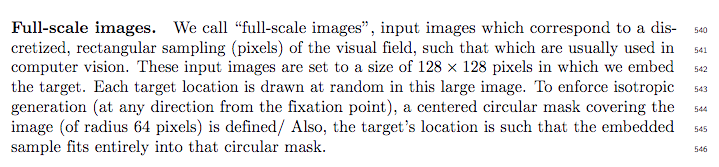 Full-scale images. We call “full-scale images”, input images which correspond to a dis- 540
cretized, rectangular sampling (pixels) of the visual field, such that which are usually used in 541
computer vision. These input images are set to a size of 128 × 128 pixels in which we embed 542
the target. Each target location is drawn at random in this large image. To enforce isotropic 543
generation (at any direction from the fixation point), a centered circular mask covering the 544
image (of radius 64 pixels) is defined/ Also, the target’s location is such that the embedded 545
sample fits entirely into that circular mask. 546